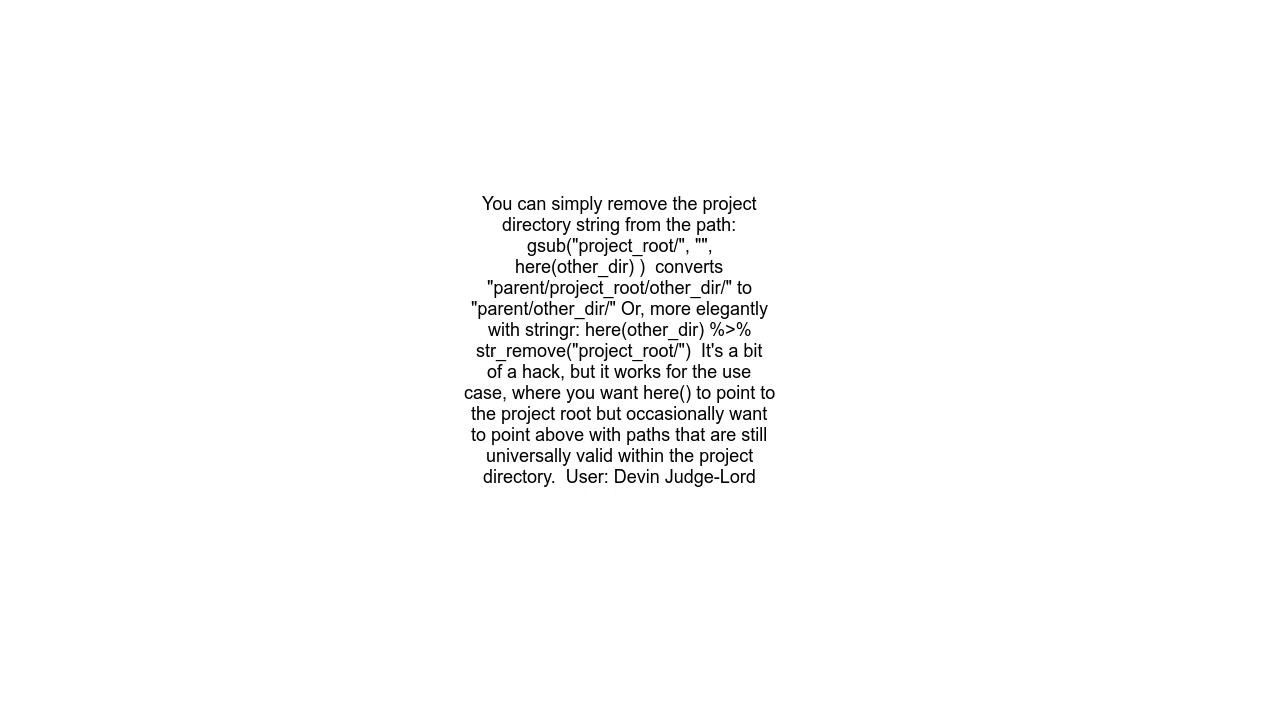 You can simply remove the project
directory string from the path:
gsub("project_root/", "",
here(other_dir) )  converts
"parent/project_root/other_dir/" to
"parent/other_dir/" Or, more elegantly
with stringr: here(other_dir) %>%
str_remove("project_root/")  It's a bit
of a hack, but it works for the use
case, where you want here() to point to
the project root but occasionally want
to point above with paths that are still
universally valid within the project
directory.  User: Devin Judge-Lord